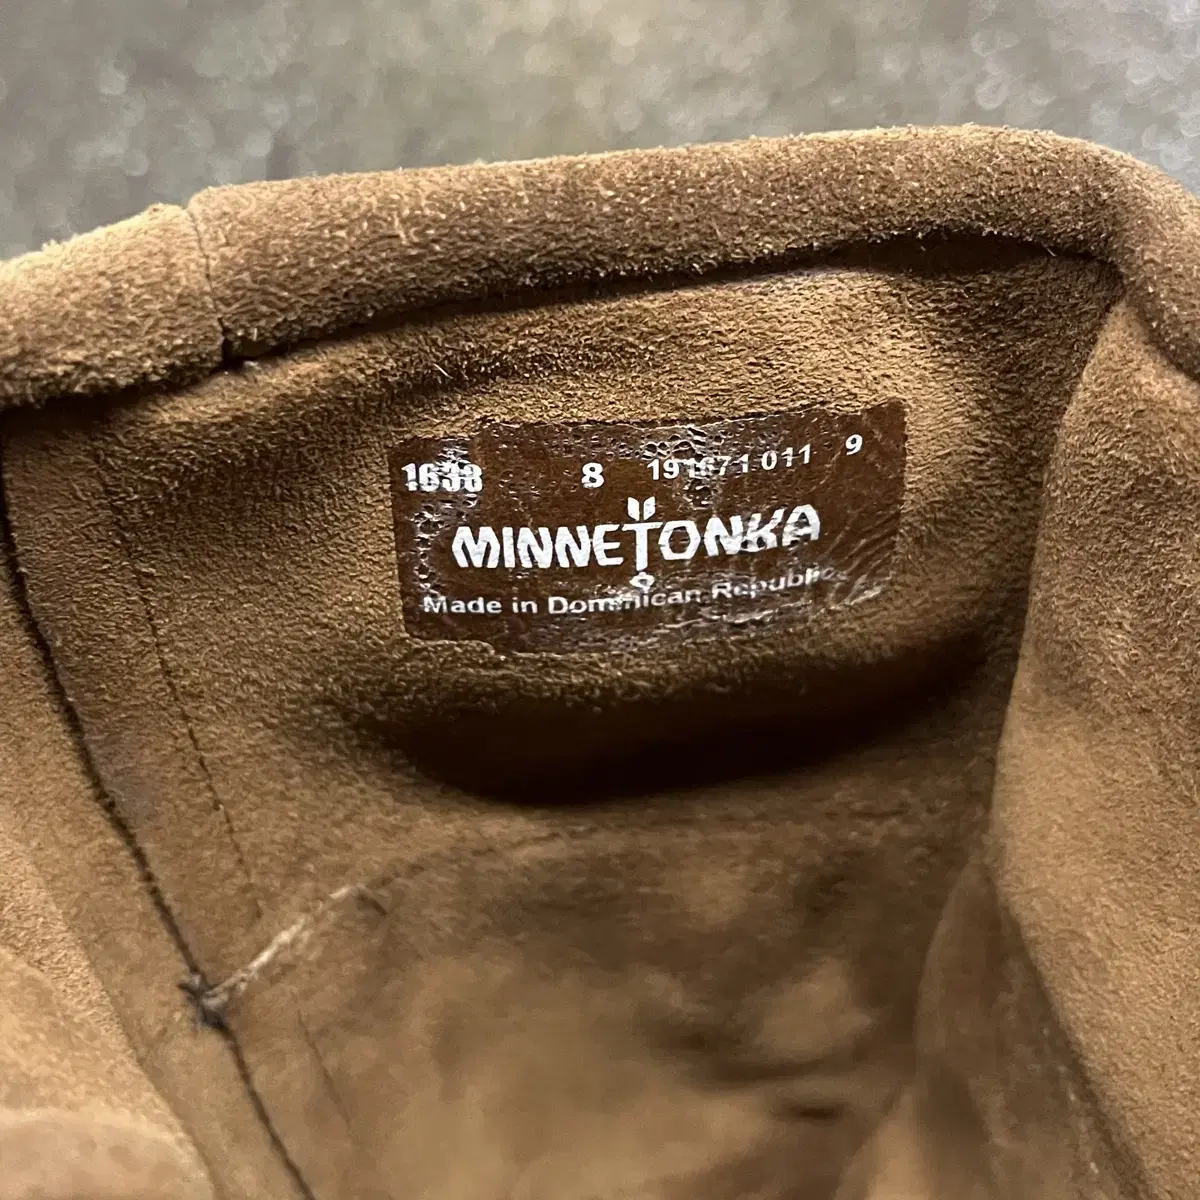 1638 8 191671 011 9
MINNETONKA
Made in Dominican Republic